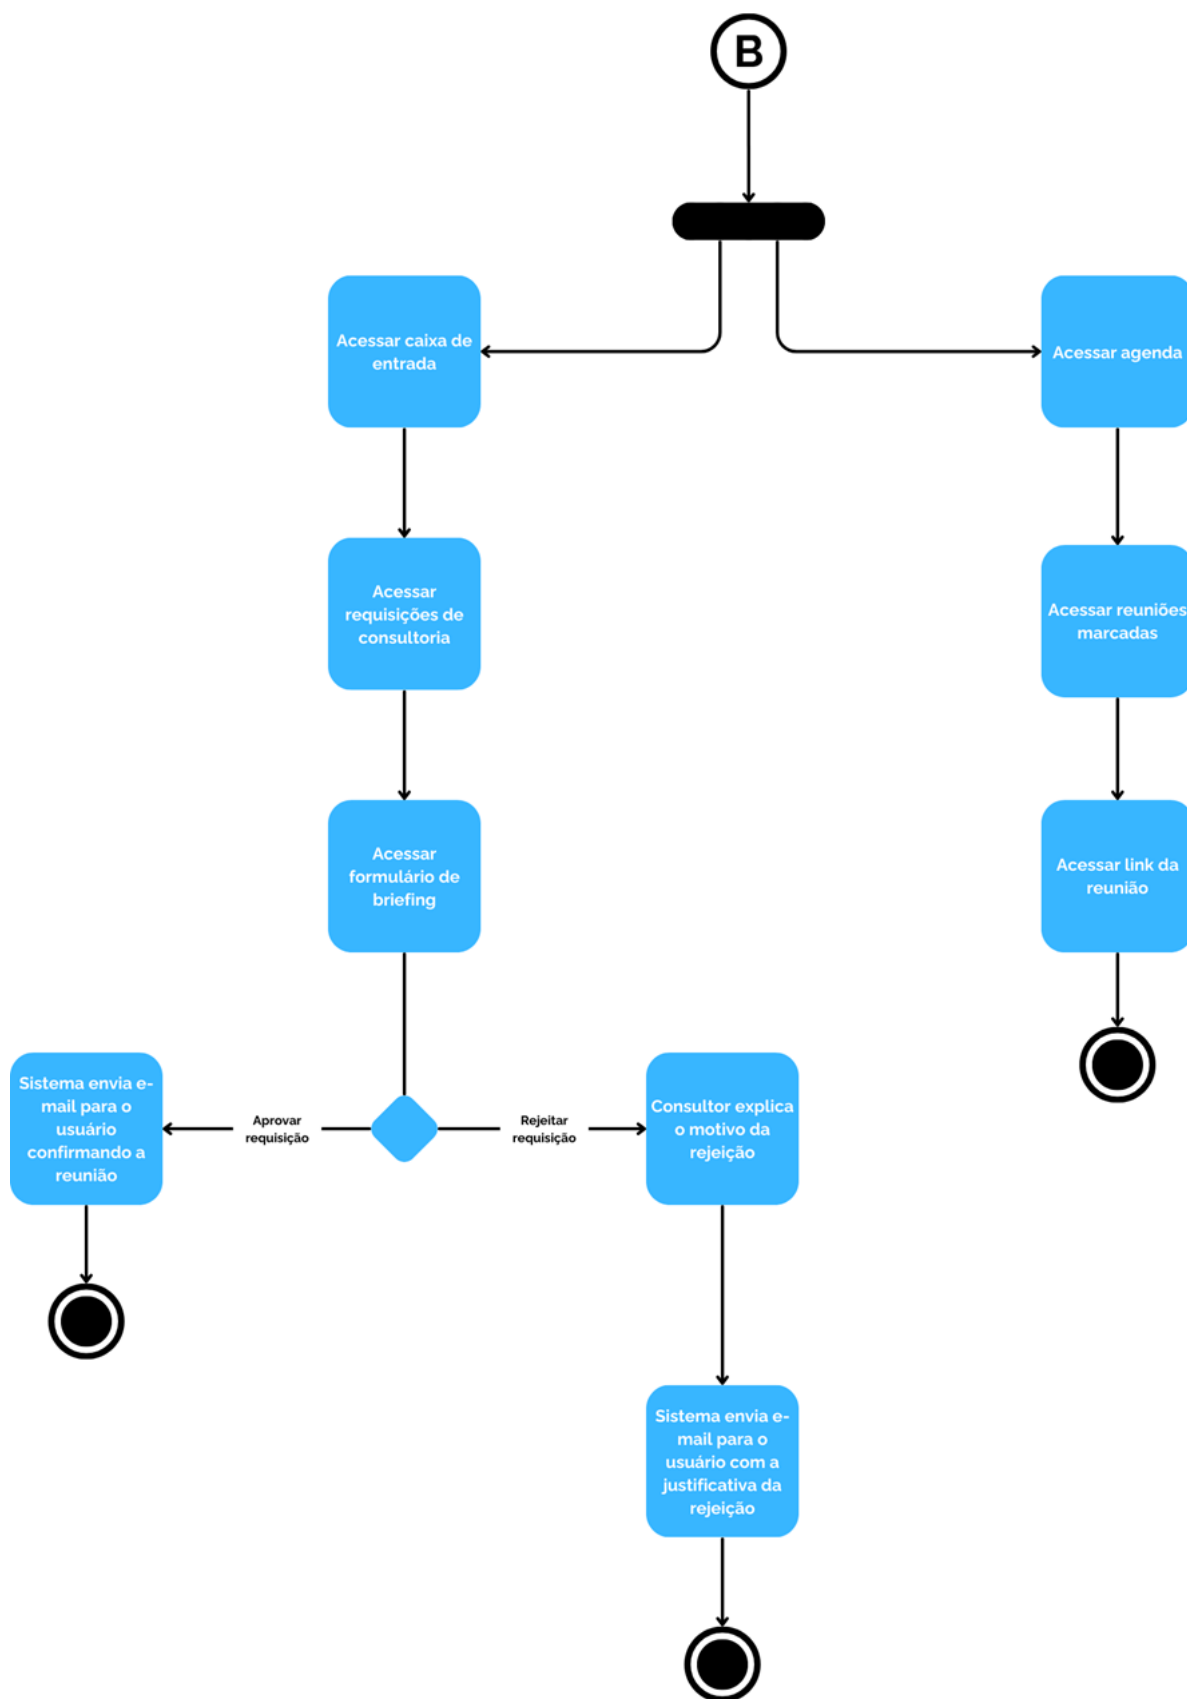 B
Acessar caixa de
entrada
Acessar agenda
Acessar
requisições de
consultoria
Acessar reuniões
marcadas
Acessar
formulário de
briefing
Acessar link da
reunião
Sistema envia e-
mail para o
usuário
confirmando a
reunião
Aprovar
requisição
Rejeitar
requisição
Consultor explica
o motivo da
rejeição
Sistema envia e-
mail para o
usuário com a
justificativa da
rejeição